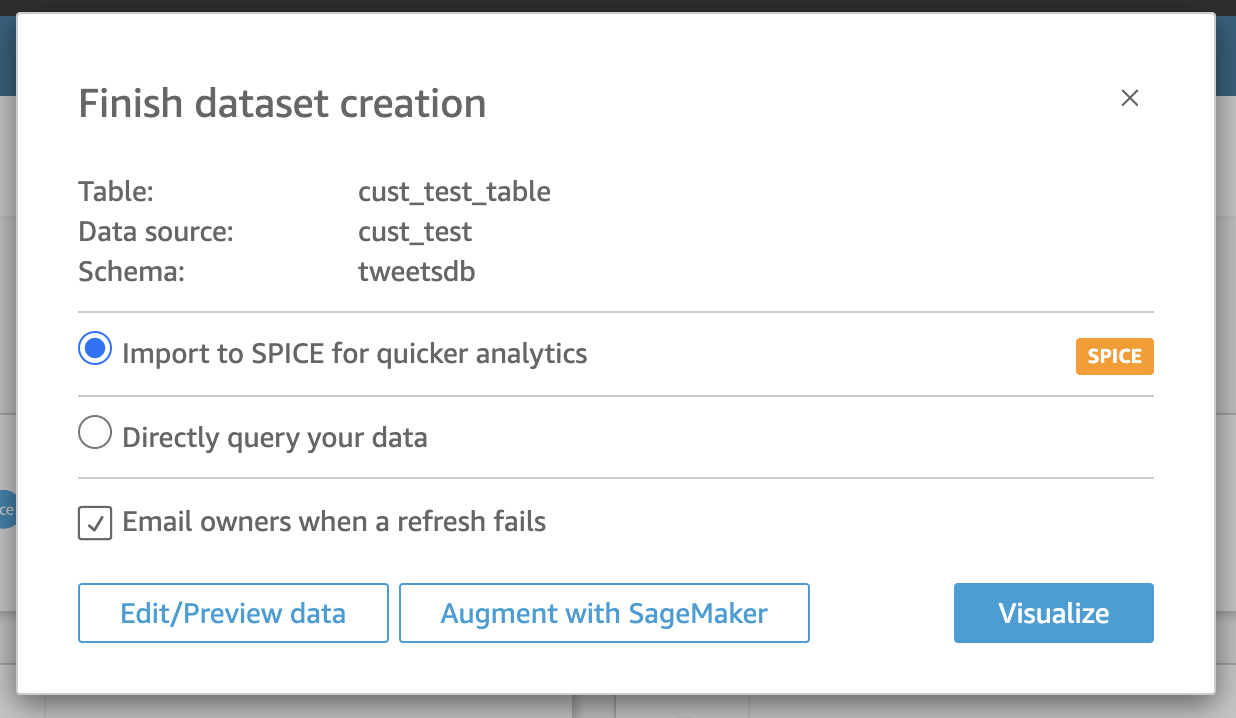 Finish dataset creation
Table: cust_test_table
Data source: cust_test
Schema: tweetsdb
Import to SPICE for quicker analytics SPICE
Directly query your data
ce
Email owners when a refresh fails
Edit/Preview data Augment with SageMaker Visualize